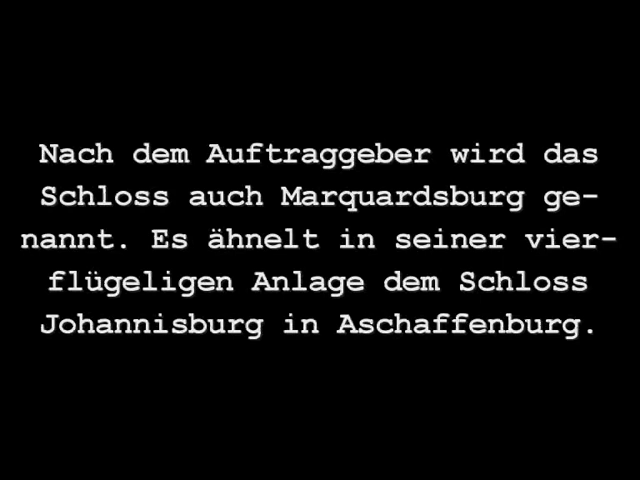 Nach dem Auftraggeber wird das
Schloss auch Marquardsburg ge-
nannt. Es ähnelt in seiner vier-
flügeligen Anlage dem Schloss
Johannisburg in Aschaffenburg.